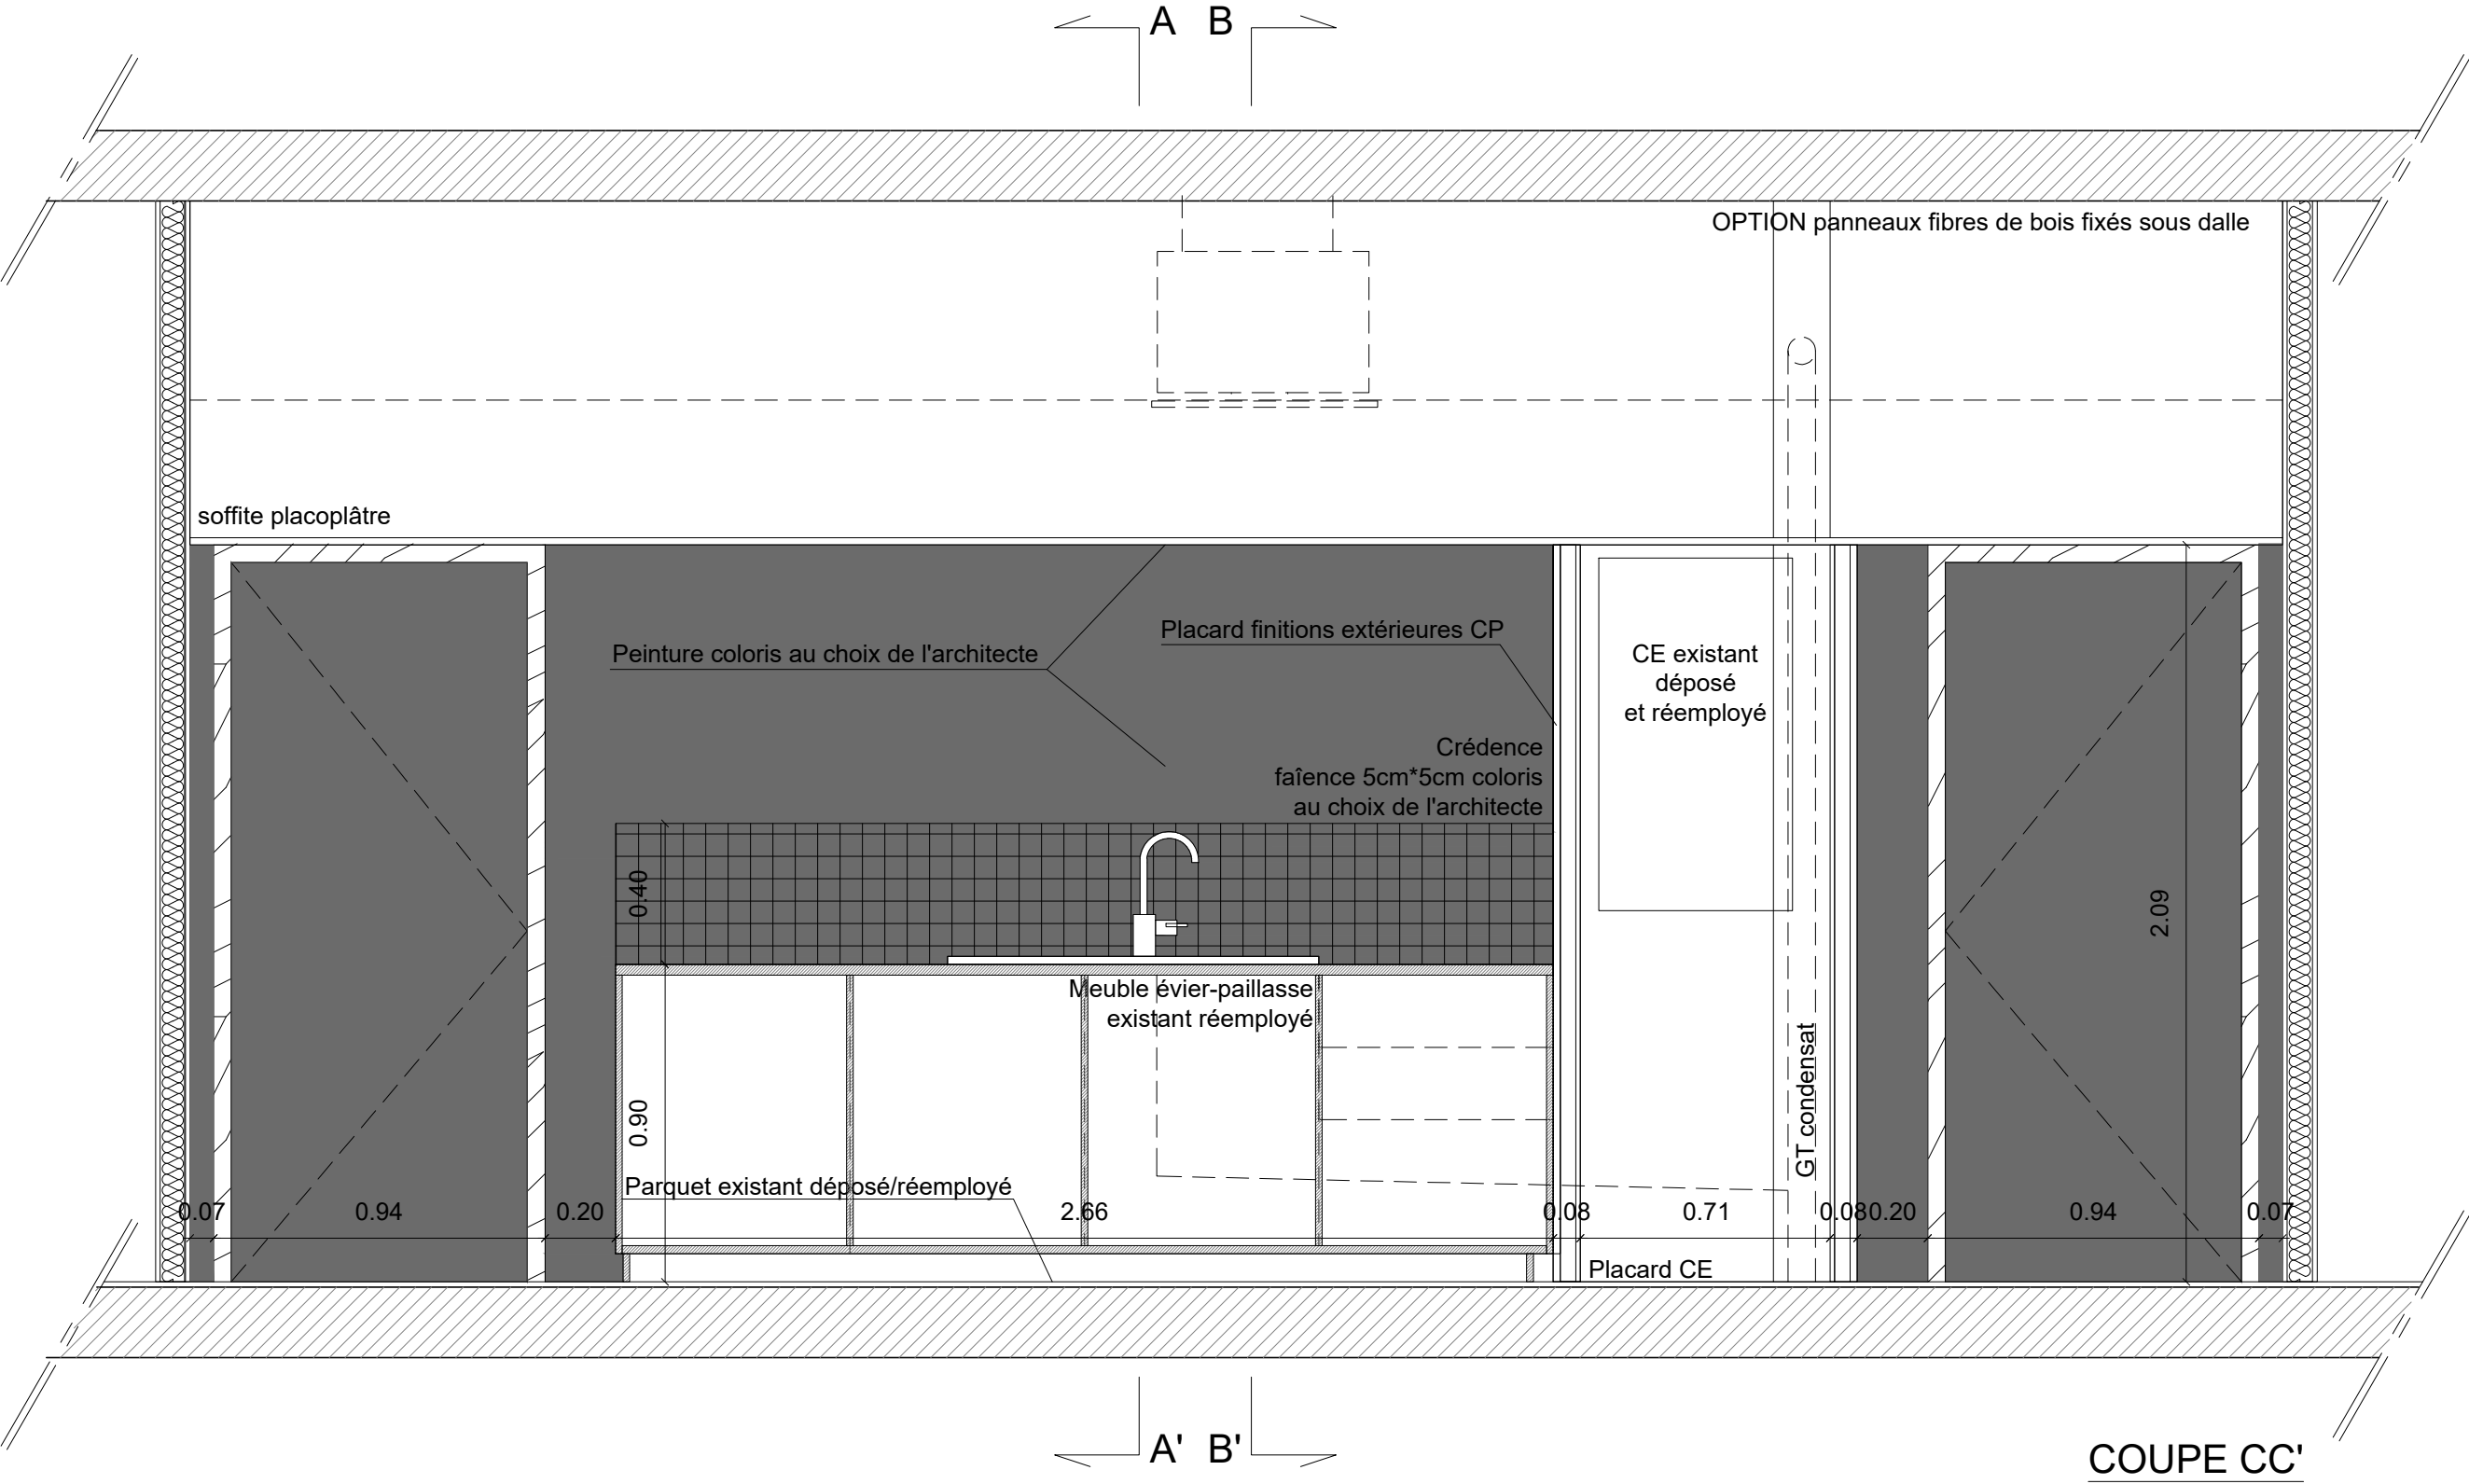 A B
OPTION panneaux fibres de bois fixés sous dalle
soffite placoplâtre
Peinture coloris au choix de l'architecte
Placard finitions extérieures CP
CE existant
déposé
et réemployé
Crédence
faîence 5cm*5cm coloris
au choix de l'architecte
0.40
2.09
Meuble évier-paillasse
existant réemployé
0.90
GT condensat
Parquet existant déposé/réemployé
0.07 0.94 0.20 2.66 0.08 0.71 0.08 0.20 0.94 0.07
Placard CE
A' B'
COUPE CC'